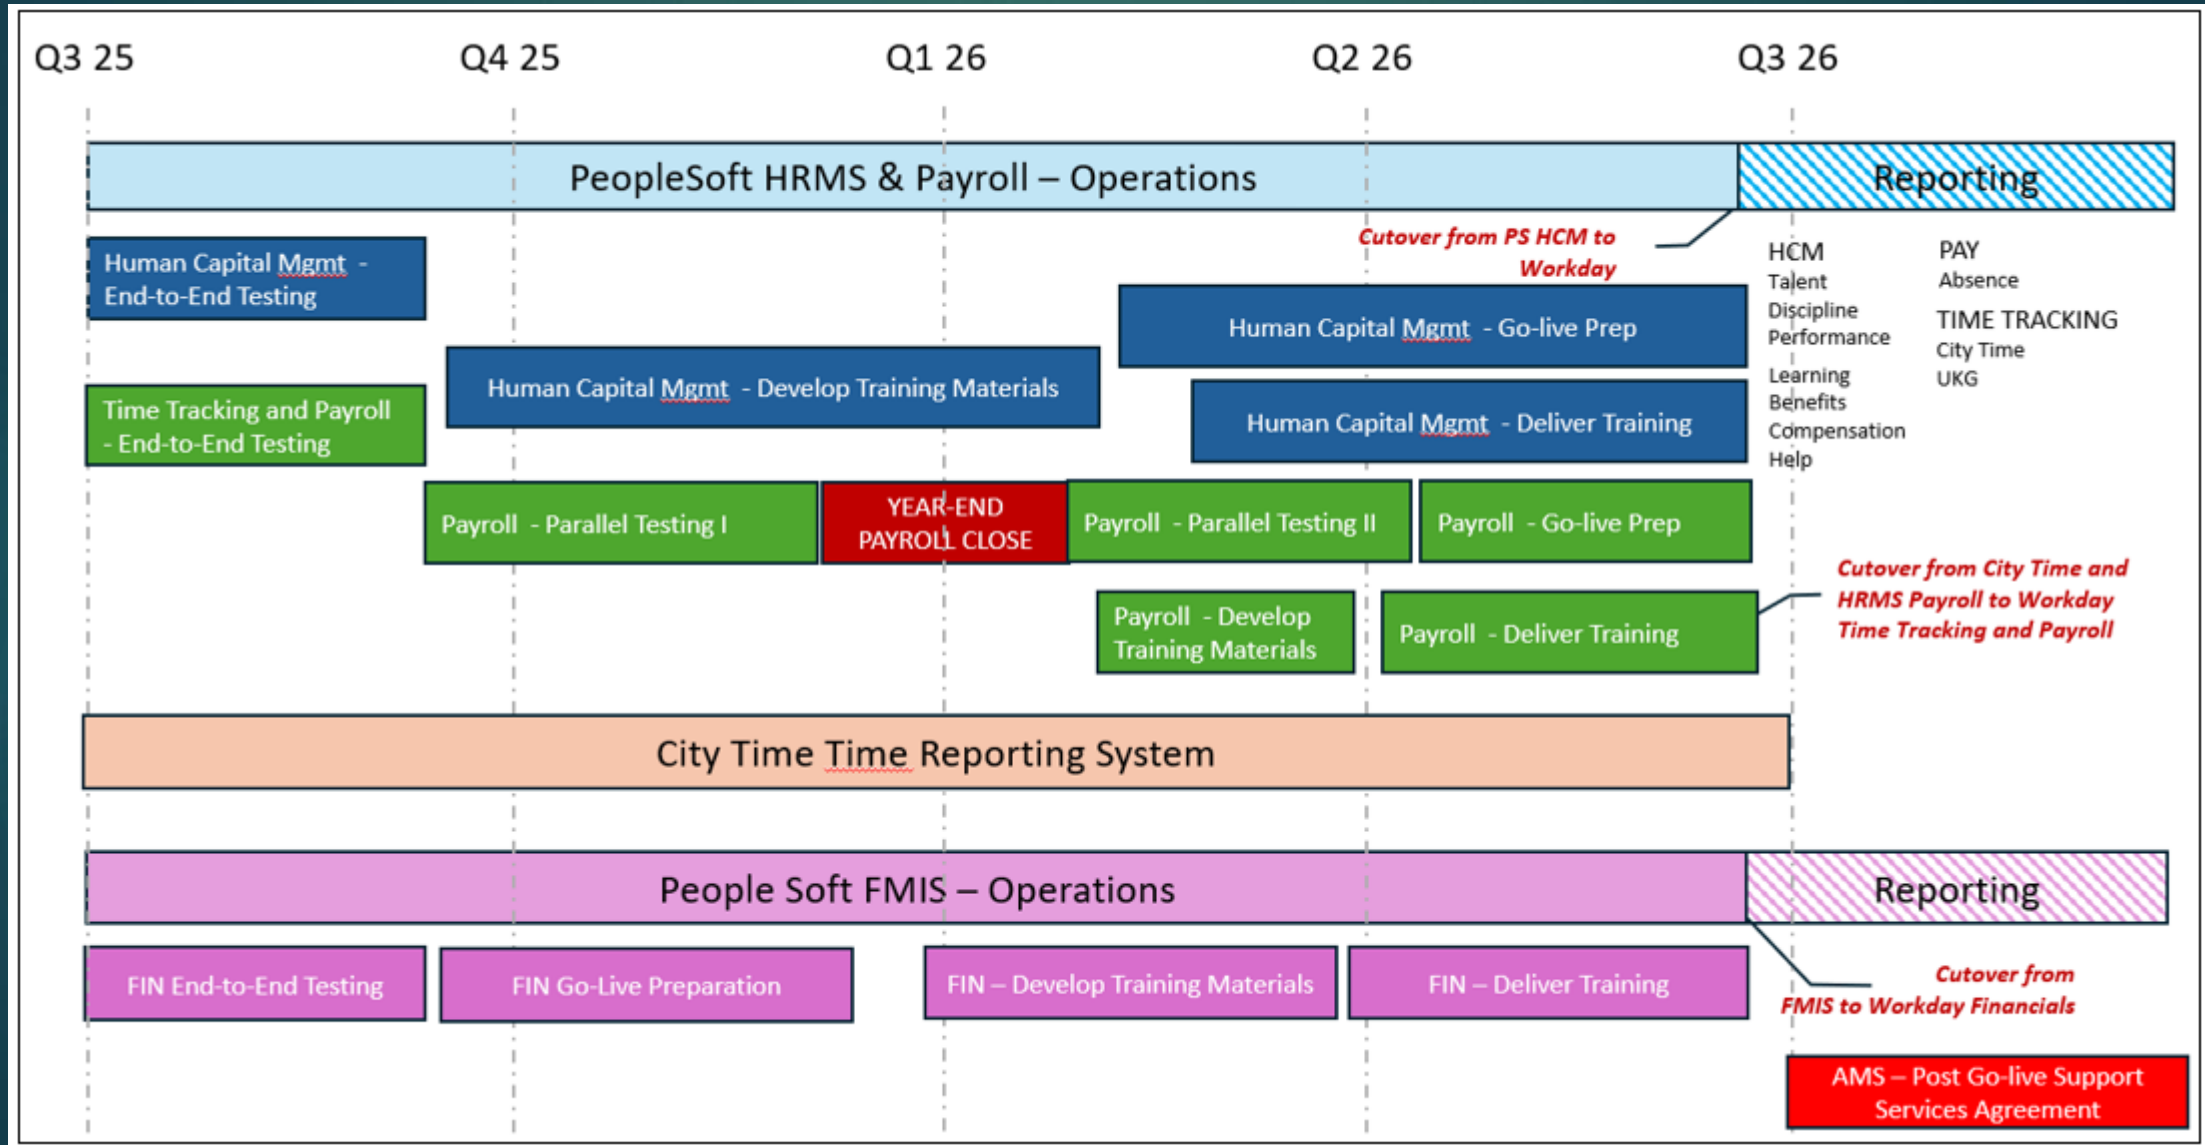 Q3 25
Q4 25
Q1 26
Q2 26
Q3 26
PeopleSoft HRMS & Payroll – Operations
Reporting
Cutover from PS HCM to
Workday
Human Capital Mgmt -
End-to-End Testing
Human Capital Mgmt - Go-live Prep
Human Capital Mgmt - Develop Training Materials
Human Capital Mgmt - Deliver Training
HCM
Talent
Discipline
Performance
Learning
Benefits
Compensation
Help
PAY
Absence
TIME TRACKING
City Time
UKG
Time Tracking and Payroll
- End-to-End Testing
Payroll - Parallel Testing I
YEAR-END
PAYROLL CLOSE
Payroll - Parallel Testing II
Payroll - Go-live Prep
Payroll - Develop
Training Materials
Payroll - Deliver Training
Cutover from City Time and
HRMS Payroll to Workday
Time Tracking and Payroll
City Time Time Reporting System
People Soft FMIS – Operations
Reporting
FIN End-to-End Testing
FIN Go-Live Preparation
FIN – Develop Training Materials
FIN – Deliver Training
Cutover from
FMIS to Workday Financials
AMS – Post Go-live Support
Services Agreement